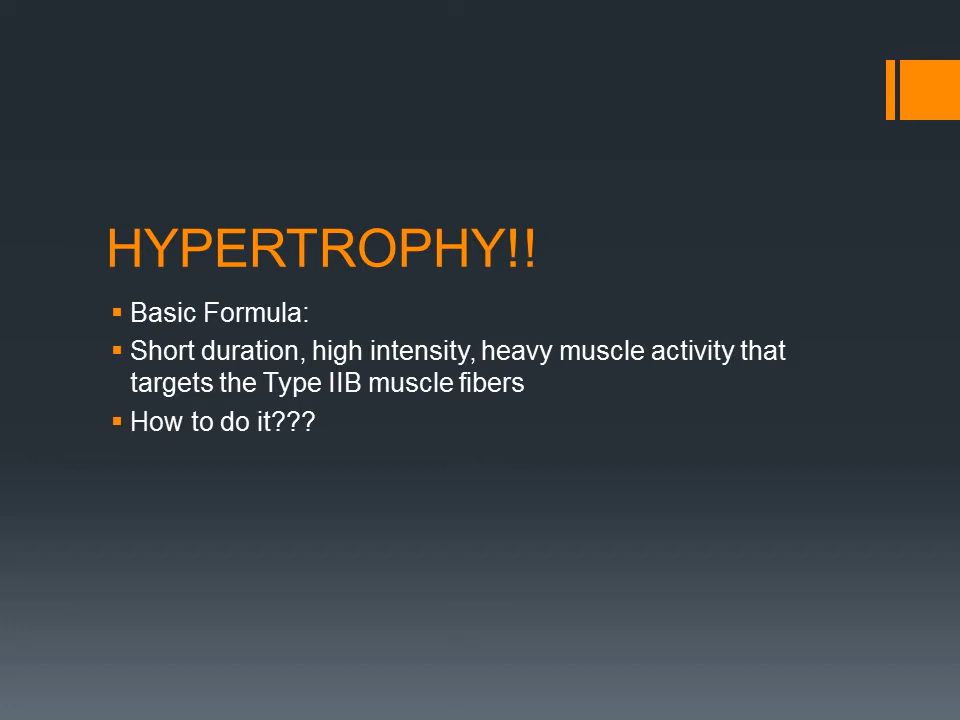 HYPERTROPHY!!
▪ Basic Formula:
▪ Short duration, high intensity, heavy muscle activity that
targets the Type IIB muscle fibers
▪ How to do it???